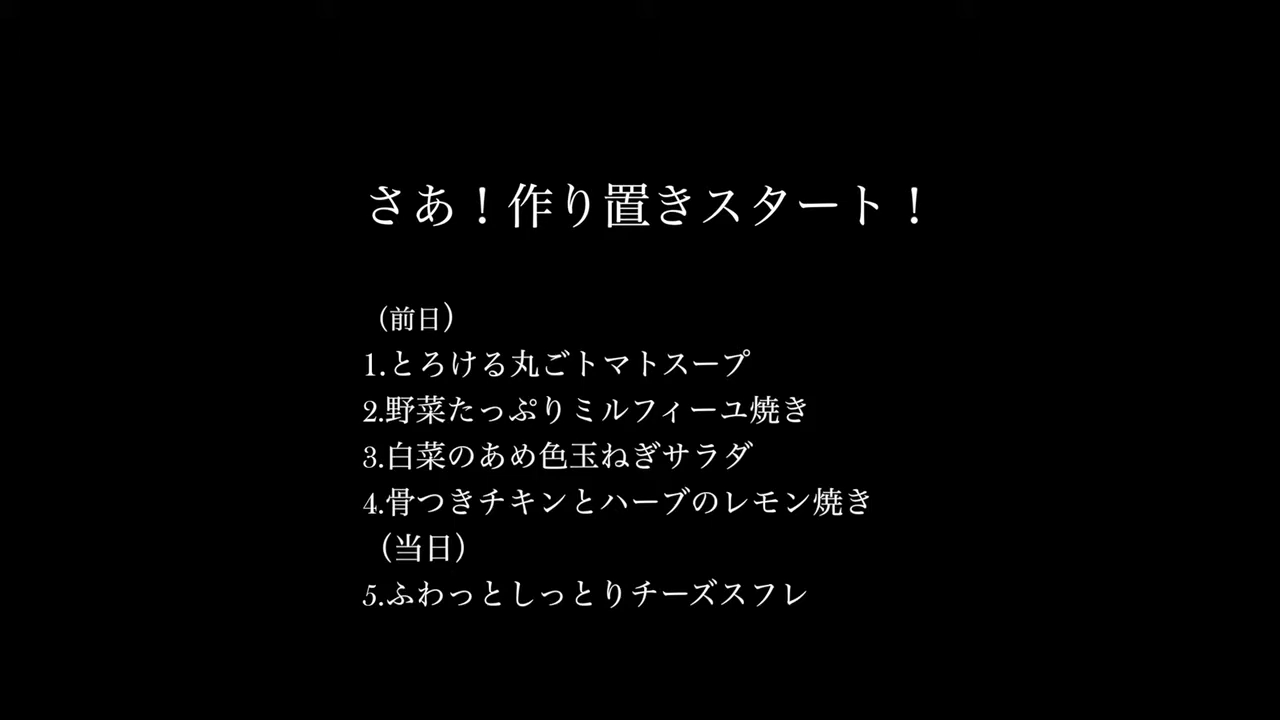 さあ！作り置きスタート！
（前日）
1.とろける丸ごトマトスープ
2.野菜たっぷりミルフィーユ焼き
3.白菜のあめ色玉ねぎサラダ
4.骨つきチキンとハーブのレモン焼き
（当日）
5.ふわっとしっとりチーズスフレ